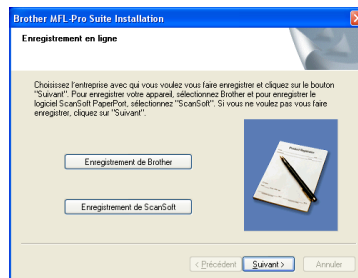 Brother MFL-Pro Suite Installation
Enregistrement en ligne
Choisissez l'entreprise avec qui vous voulez vous faire enregistrer et cliquez sur le bouton
"Suivant". Pour enregistrer votre appareil, sélectionnez Brother et pour enregistrer le
logiciel ScanSoft PaperPort, sélectionnez "ScanSoft". Si vous ne voulez pas vous faire
enregistrer, cliquez sur "Suivant".
Enregistrement de Brother
Product Registration
Enregistrement de ScanSoft
< Précédent
Suivant >
Annuler